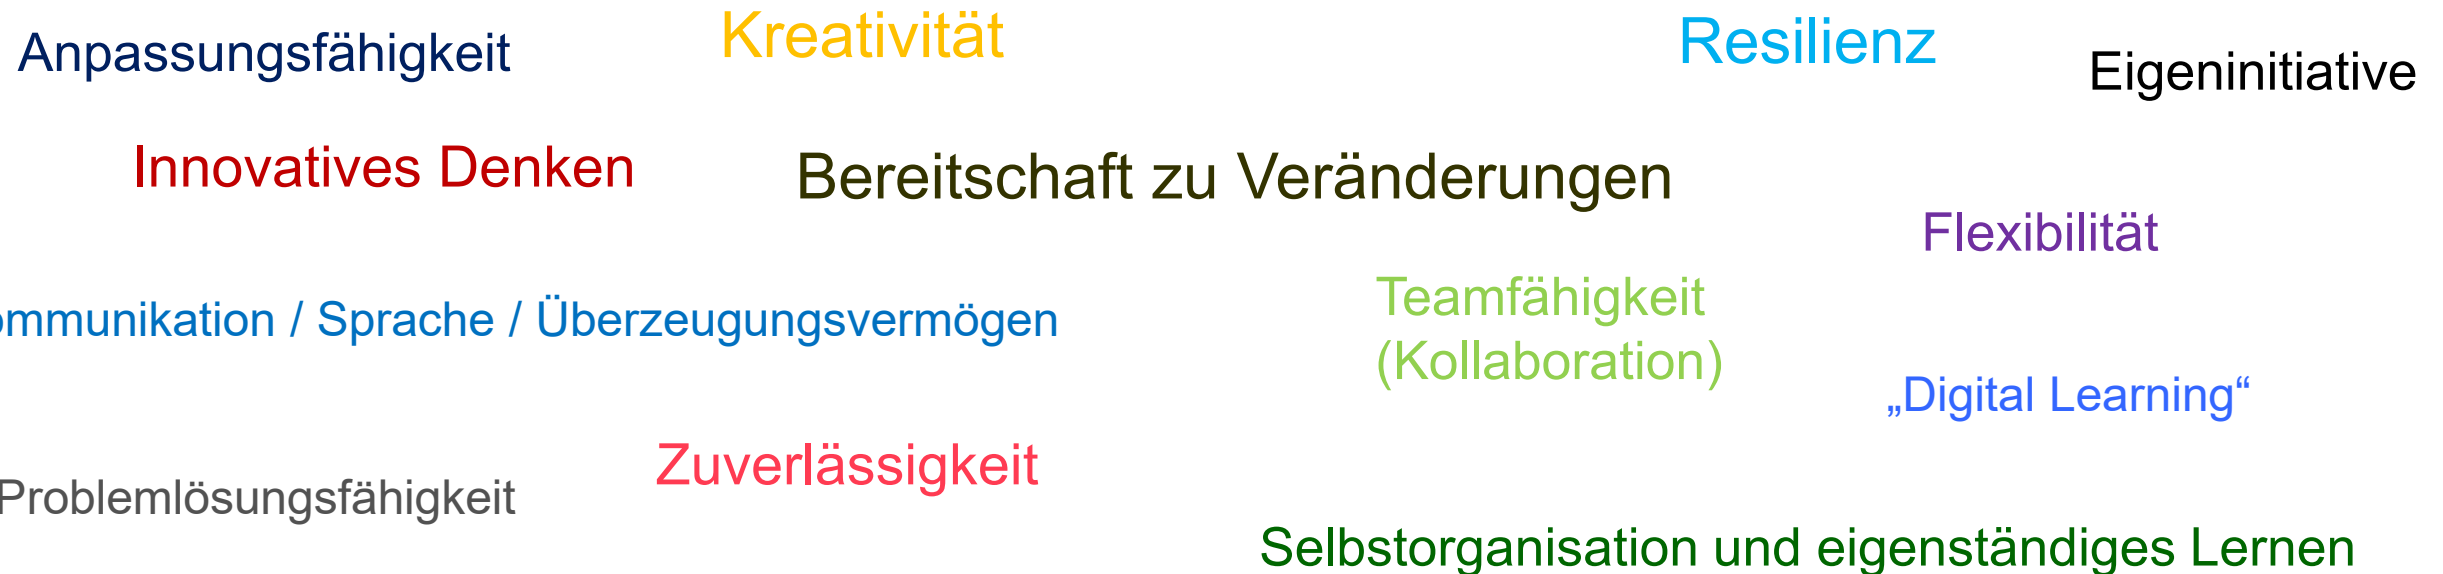 Anpassungsfähigkeit
Kreativität
Resilienz
Eigeninitiative
Innovatives Denken
Bereitschaft zu Veränderungen
Flexibilität
ommunikation / Sprache / Überzeugungsvermögen
Teamfähigkeit
(Kollaboration)
„Digital Learning“
Zuverlässigkeit
Problemlösungsfähigkeit
Selbstorganisation und eigenständiges Lernen